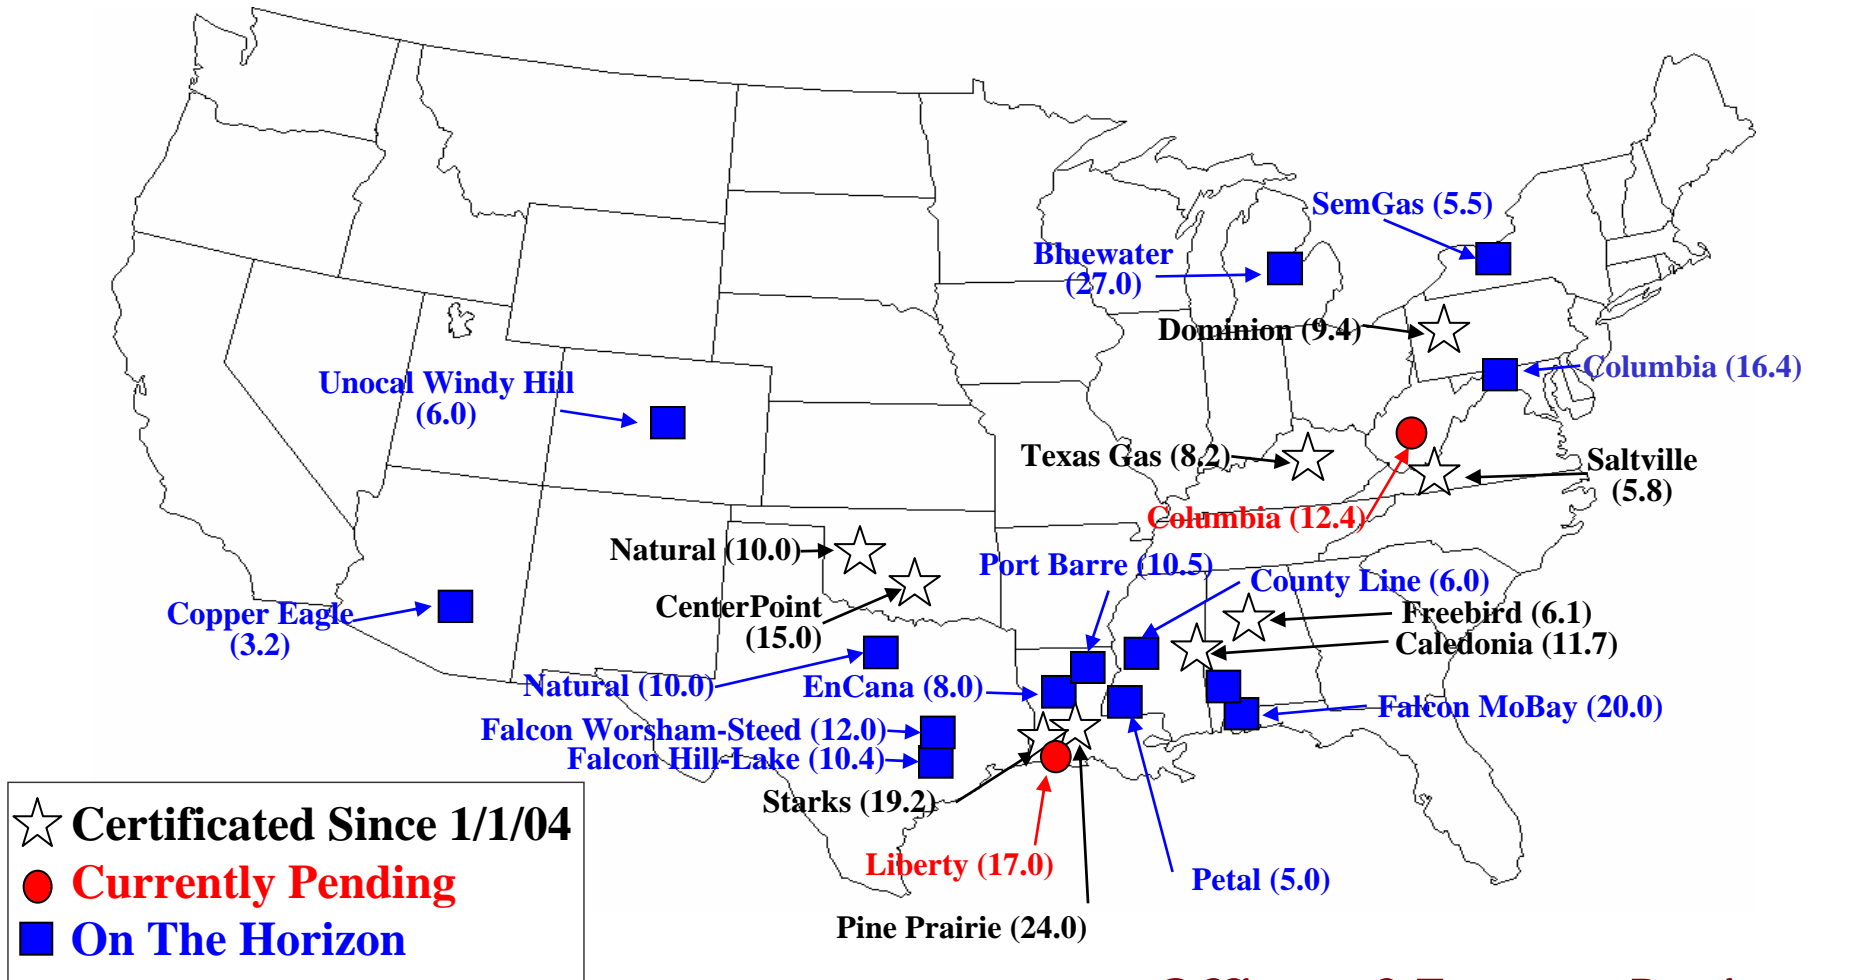 SemGas (5.5)
Bluewater
(27.0)
Dominion (9.4)
Columbia (16.4)
Unocal Windy Hill
(6.0)
Texas Gas (8.2)
Saltville
(5.8)
Columbia (12.4)
Natural (10.0)
Port Barre (10.5)
County Line (6.0)
CenterPoint
(15.0)
Freebird (6.1)
Caledonia (11.7)
Copper Eagle
(3.2)
Natural (10.0)
EnCana (8.0)
Falcon MoBay (20.0)
Falcon Worsham-Steed (12.0)
Falcon Hill-Lake (10.4)
Starks (19.2)
Liberty (17.0)
Petal (5.0)
Pine Prairie (24.0)
Certificated Since 1/1/04
Currently Pending
On The Horizon